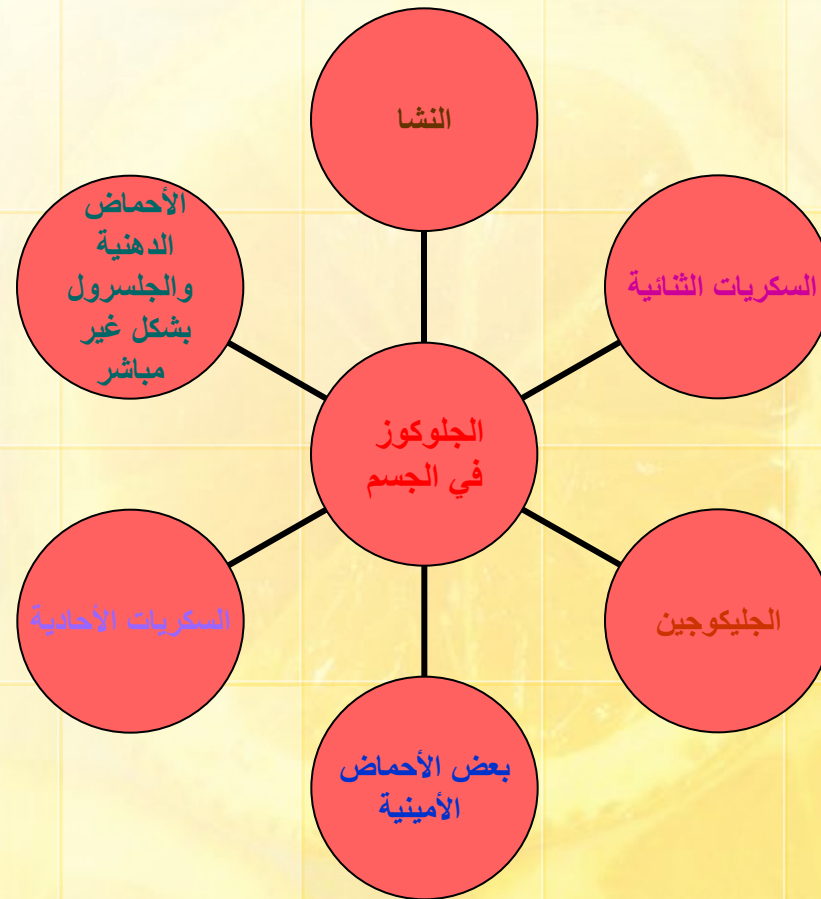 النشا
السكريات الثنائية
الجليكوجين
بعض الأحماض
الأمينية
السكريات الأحادية
الأحماض
الدهنية
والجلسرول
بشكل غير
مباشر
الجلوكوز
في الجسم